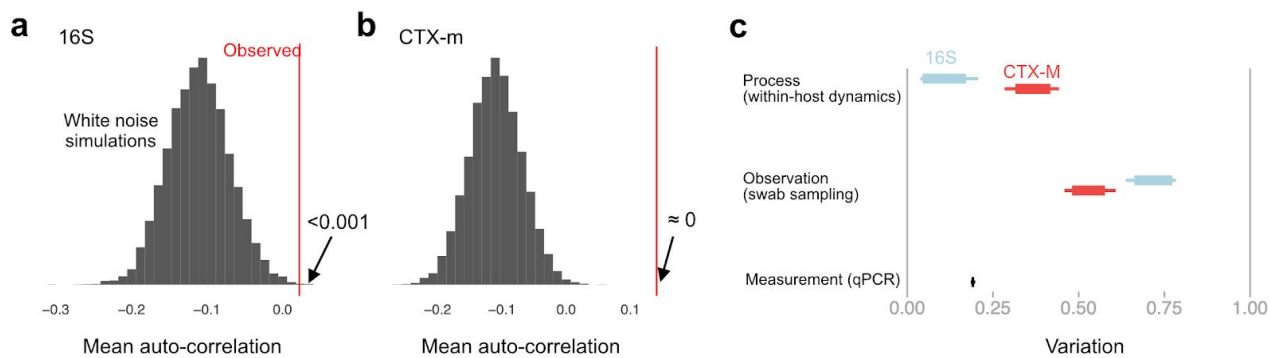 a
16S
Observed
White noise
simulations
<0.001
−0.3
−0.2
−0.1
0.0
Mean auto-correlation
b
CTX-m
≈ 0
−0.2
−0.1
0.0
0.1
Mean auto-correlation
c
16S
CTX-M
Process
(within-host dynamics)
Observation
(swab sampling)
Measurement (qPCR)
0.00
0.25
0.50
0.75
1.00
Variation